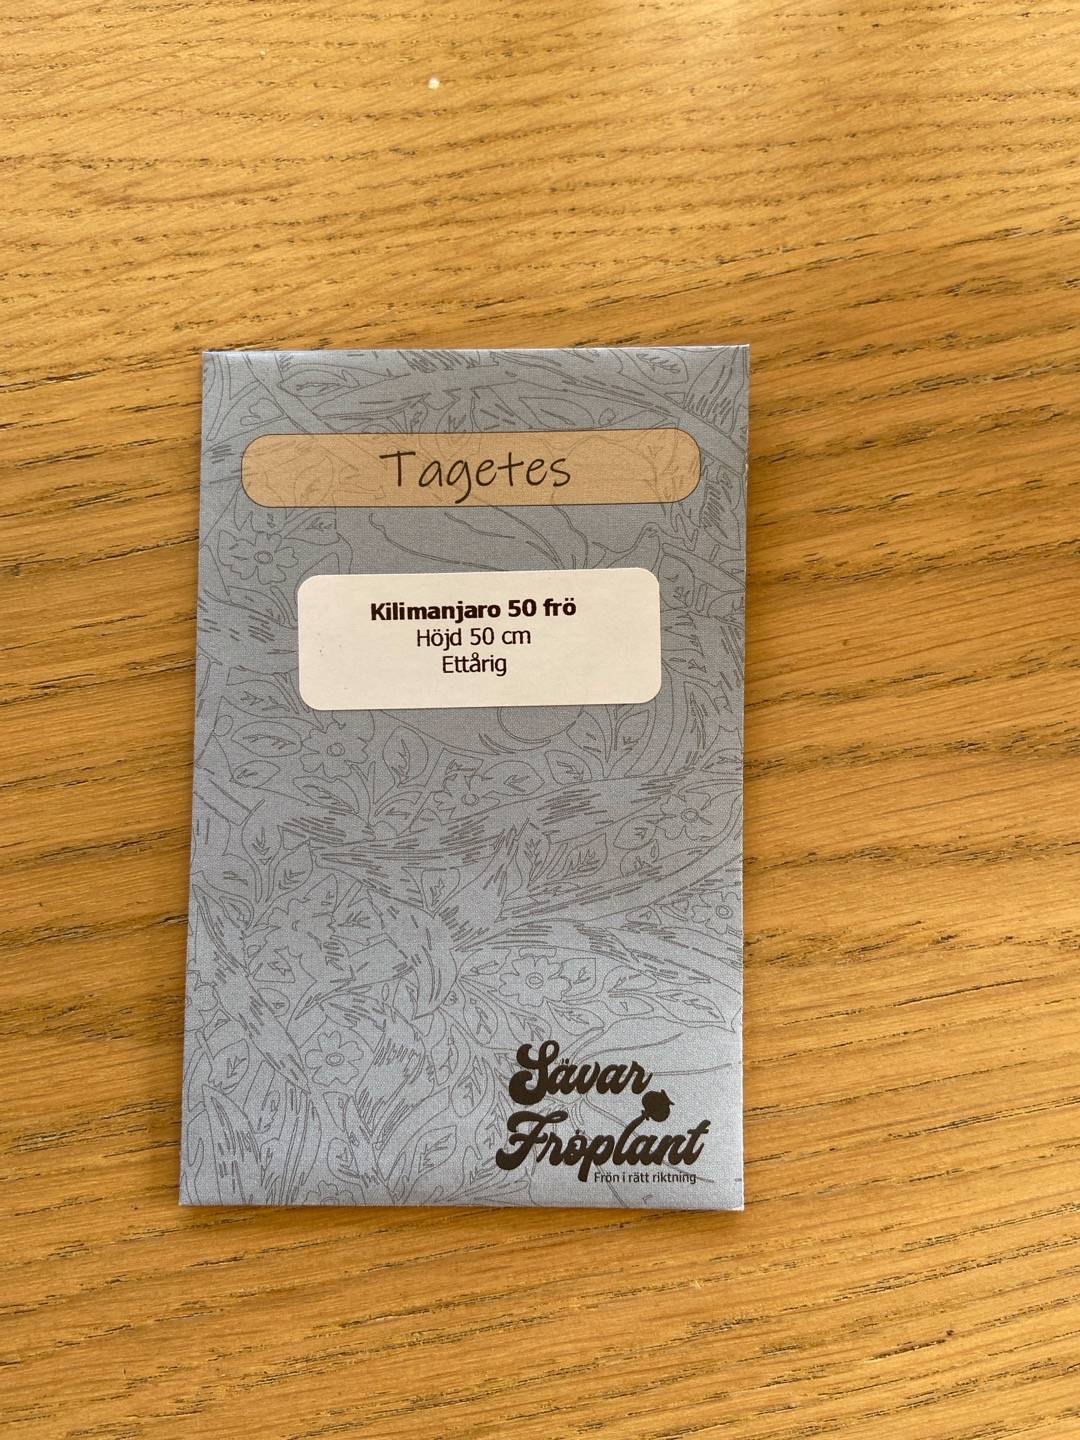 Tagetes
Kilimanjaro 50 frö
Höjd 50 cm
Ettårig
Sävar
Fröplant
Frön i rätt riktning